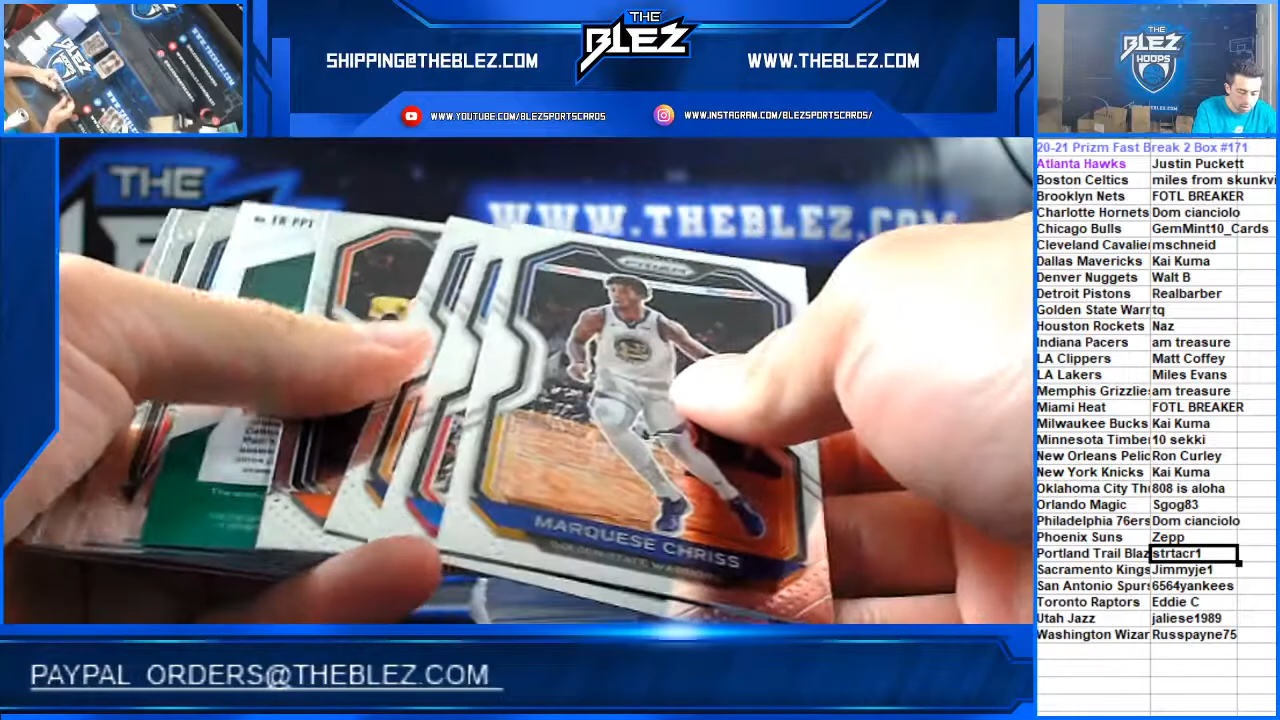 THE
BLEZ
SHIPPING@THEBLEZ.COM
WWW.THEBLEZ.COM
WWW.YOUTUBE.COM/BLEZSPORTSCARDS
WWW.INSTAGRAM.COM/BLEZSPORTSCARDS/
THE
BLEZ
HOOPS
THE
WWW.THEBLEZ.COM
PRIZM
MARQUESE CHRISS
GOLDEN STATE WARRIORS
20-21 Prizm Fast Break 2 Box #171
Atlanta Hawks Justin Puckett
Boston Celtics miles from skunkvi
Brooklyn Nets FOTL BREAKER
Charlotte Hornets Dom cianciolo
Chicago Bulls GemMint10_Cards
Cleveland Cavalie mschneid
Dallas Mavericks Kai Kuma
Denver Nuggets Walt B
Detroit Pistons Realbarber
Golden State Warr tq
Houston Rockets Naz
Indiana Pacers am treasure
LA Clippers Matt Coffey
LA Lakers Miles Evans
Memphis Grizzlies am treasure
Miami Heat FOTL BREAKER
Milwaukee Bucks Kai Kuma
Minnesota Timber 10 sekki
New Orleans Pelic Ron Curley
New York Knicks Kai Kuma
Oklahoma City Th 808 is aloha
Orlando Magic Sgog83
Philadelphia 76ers Dom cianciolo
Phoenix Suns Zepp
Portland Trail Blaz strtacr1
Sacramento Kings Jimmyje1
San Antonio Spurs 6564yankees
Toronto Raptors Eddie C
Utah Jazz jaliese1989
Washington Wizar Russpayne75
PAYPAL ORDERS@THEBLEZ.COM